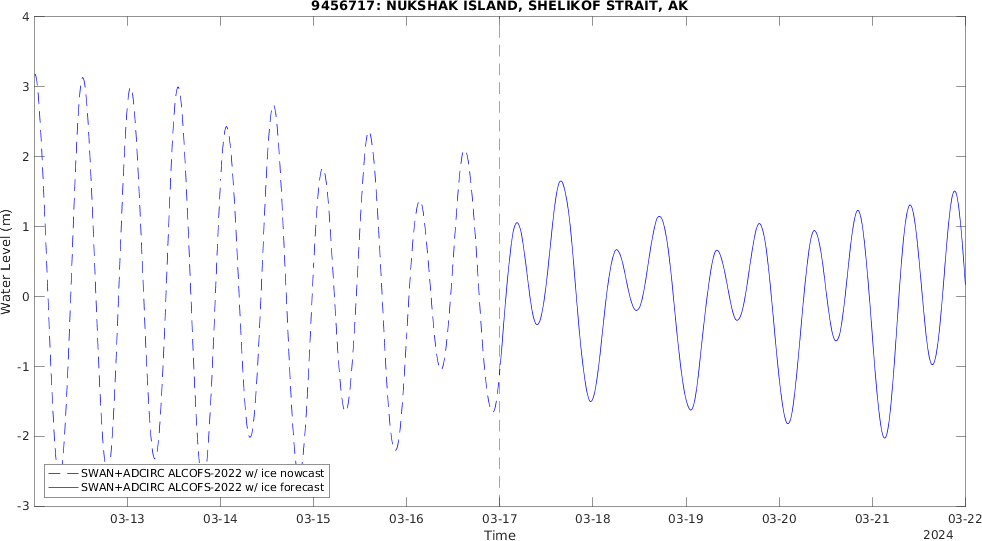 9456717: NUKSHAK ISLAND, SHELIKOF STRAIT, AK
4
3
2
1
0
-1
-2
-3
Water Level (m)
SWAN+ADCIRC ALCOFS-2022 w/ ice nowcast
SWAN+ADCIRC ALCOFS-2022 w/ ice forecast
03-13 03-14 03-15 03-16 03-17 03-18 03-19 03-20 03-21 03-22
Time
2024